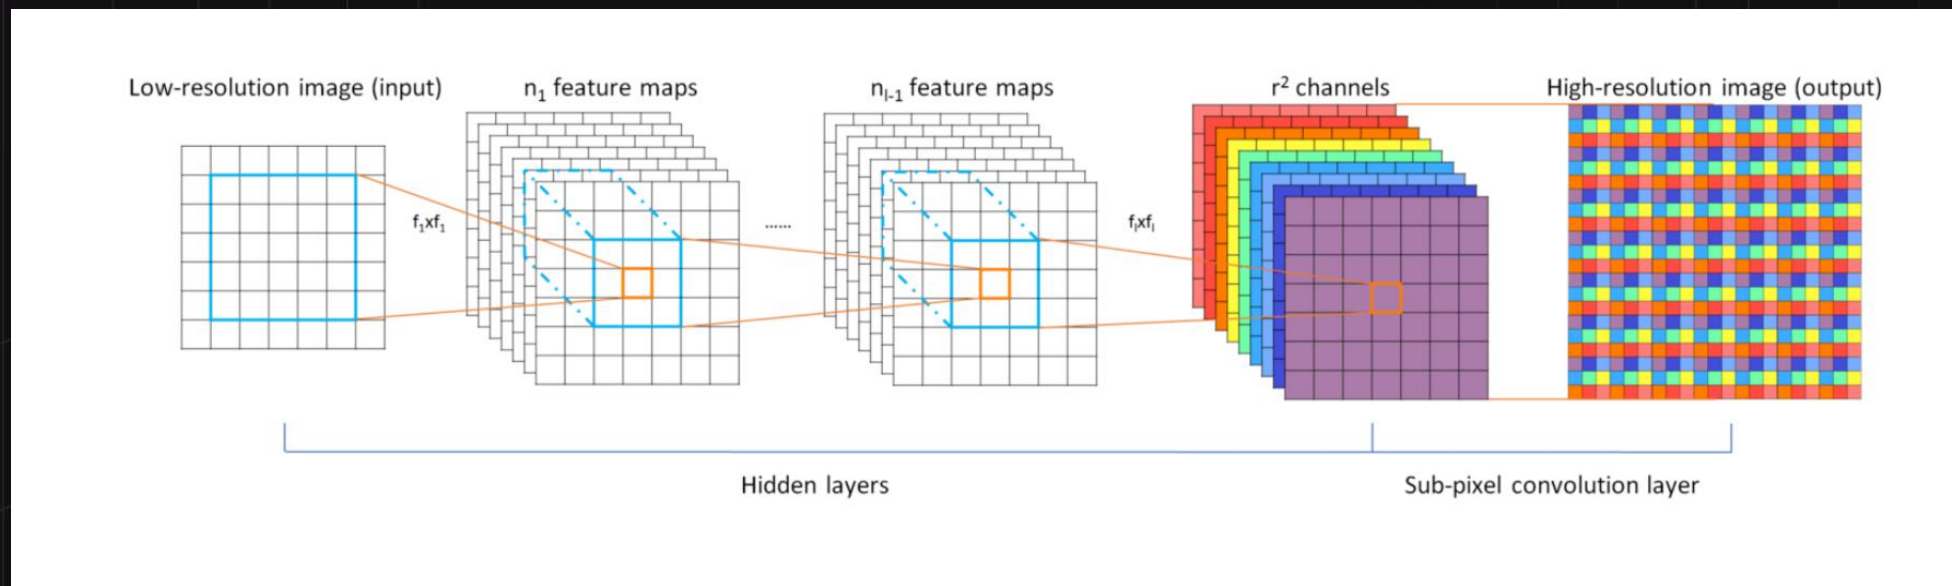 Low-resolution image (input)
n₁ feature maps
nₗ₋₁ feature maps
r² channels
High-resolution image (output)
f₁xf₁
......
fₗxfₗ
Hidden layers
Sub-pixel convolution layer